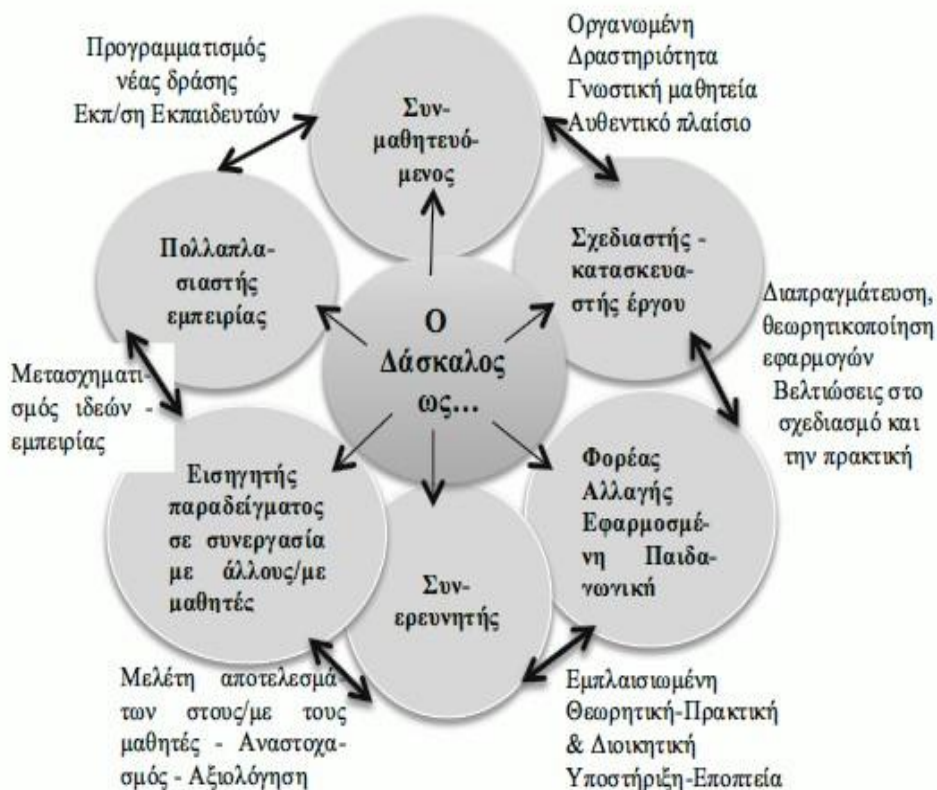 Προγραμματισμός
νέας δράσης
Εκπ/ση Εκπαιδευτών
Οργανωμένη
Δραστηριότητα
Γνωστική μαθητεία
Αυθεντικό πλαίσιο
Συν-
μαθητευό-
μενος
Πολλαπλα-
σιαστής
εμπειρίας
Σχεδιαστής -
κατασκευα-
στής έργου
Ο
Δάσκαλος
ως...
Διαπραγμάτευση,
θεωρητικοποίηση
εφαρμογών
Βελτιώσεις στο
σχεδιασμό και
την πρακτική
Μετασχηματι-
σμός ιδεών -
εμπειρίας
Εισηγητής
παραδείγματος
σε συνεργασία
με άλλους/με
μαθητές
Φορέας
Αλλαγής
Εφαρμοσμέ-
νη Παιδα-
γωγική
Συν-
ερευνητής
Μελέτη αποτελεσμά
των στους/με τους
μαθητές - Αναστοχα-
σμός - Αξιολόγηση
Εμπλαισιωμένη
Θεωρητική-Πρακτική
& Διοικητική
Υποστήριξη-Εποπτεία